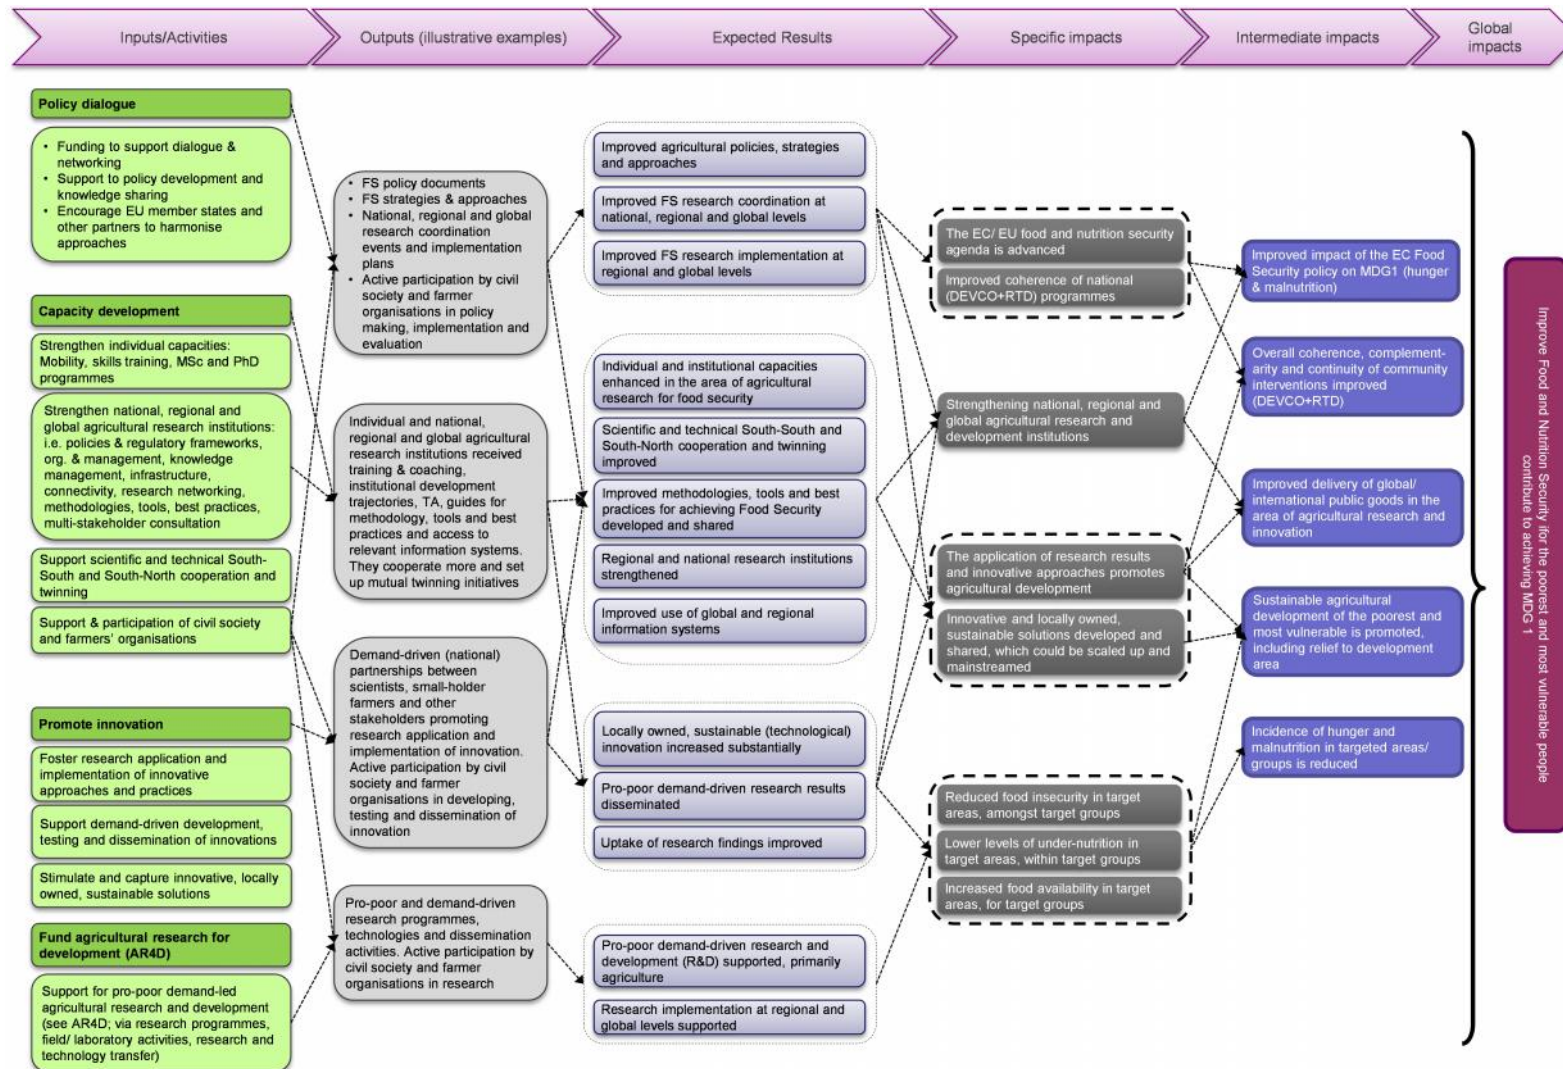 Inputs/Activities
Outputs (illustrative examples)
Expected Results
Specific impacts
Intermediate impacts
Global
impacts
Policy dialogue
• Funding to support dialogue &
networking
• Support to policy development and
knowledge sharing
• Encourage EU member states and
other partners to harmonise
approaches
Capacity development
Strengthen individual capacities:
Mobility, skills training, MSc and PhD
programmes
Strengthen national, regional and
global agricultural research institutions:
i.e. policies & regulatory frameworks,
org. & management, knowledge
management, infrastructure,
connectivity, research networking,
methodologies, tools, best practices,
multi-stakeholder consultation
Support scientific and technical South-
South and South-North cooperation and
twinning
Support & participation of civil society
and farmers' organisations
Promote innovation
Foster research application and
implementation of innovative
approaches and practices
Support demand-driven development,
testing and dissemination of innovations
Stimulate and capture innovative, locally
owned, sustainable solutions
Fund agricultural research for
development (AR4D)
Support for pro-poor demand-led
agricultural research and development
(see AR4D; via research programmes,
field/ laboratory activities, research and
technology transfer)
• FS policy documents
• FS strategies & approaches
• National, regional and global
research coordination
events and implementation
plans
• Active participation by civil
society and farmer
organisations in policy
making, implementation and
evaluation
Individual and national,
regional and global agricultural
research institutions received
training & coaching,
institutional development
trajectories, TA, guides for
methodology, tools and best
practices and access to
relevant information systems.
They cooperate more and set
up mutual twinning initiatives
Demand-driven (national)
partnerships between
scientists, small-holder
farmers and other
stakeholders promoting
research application and
implementation of innovation.
Active participation by civil
society and farmer
organisations in developing,
testing and dissemination of
innovation
Pro-poor and demand-driven
research programmes,
technologies and dissemination
activities. Active participation by
civil society and farmer
organisations in research
Improved agricultural policies, strategies
and approaches
Improved FS research coordination at
national, regional and global levels
Improved FS research implementation at
regional and global levels
Individual and institutional capacities
enhanced in the area of agricultural
research for food security
Scientific and technical South-South and
South-North cooperation and twinning
improved
Improved methodologies, tools and best
practices for achieving Food Security
developed and shared
Regional and national research institutions
strengthened
Improved use of global and regional
information systems
Locally owned, sustainable (technological)
innovation increased substantially
Pro-poor demand-driven research results
disseminated
Uptake of research findings improved
Pro-poor demand-driven research and
development (R&D) supported, primarily
agriculture
Research implementation at regional and
global levels supported
The EC/ EU food and nutrition security
agenda is advanced
Improved coherence of national
(DEVCO+RTD) programmes
Strengthening national, regional and
global agricultural research and
development institutions
The application of research results
and innovative approaches promotes
agricultural development
Innovative and locally owned,
sustainable solutions developed and
shared, which could be scaled up and
mainstreamed
Reduced food insecurity in target
areas, amongst target groups
Lower levels of under-nutrition in
target areas, within target groups
Increased food availability in target
areas, for target groups
Improved impact of the EC Food
Security policy on MDG1 (hunger
& malnutrition)
Overall coherence, complement-
arity and continuity of community
interventions improved
(DEVCO+RTD)
Improved delivery of global/
international public goods in the
area of agricultural research and
innovation
Sustainable agricultural
development of the poorest and
most vulnerable is promoted,
including relief to development
area
Incidence of hunger and
malnutrition in targeted areas/
groups is reduced
Improve Food and Nutrition Security ifor the poorest and most vulnerable people
contribute to achieving MDG 1